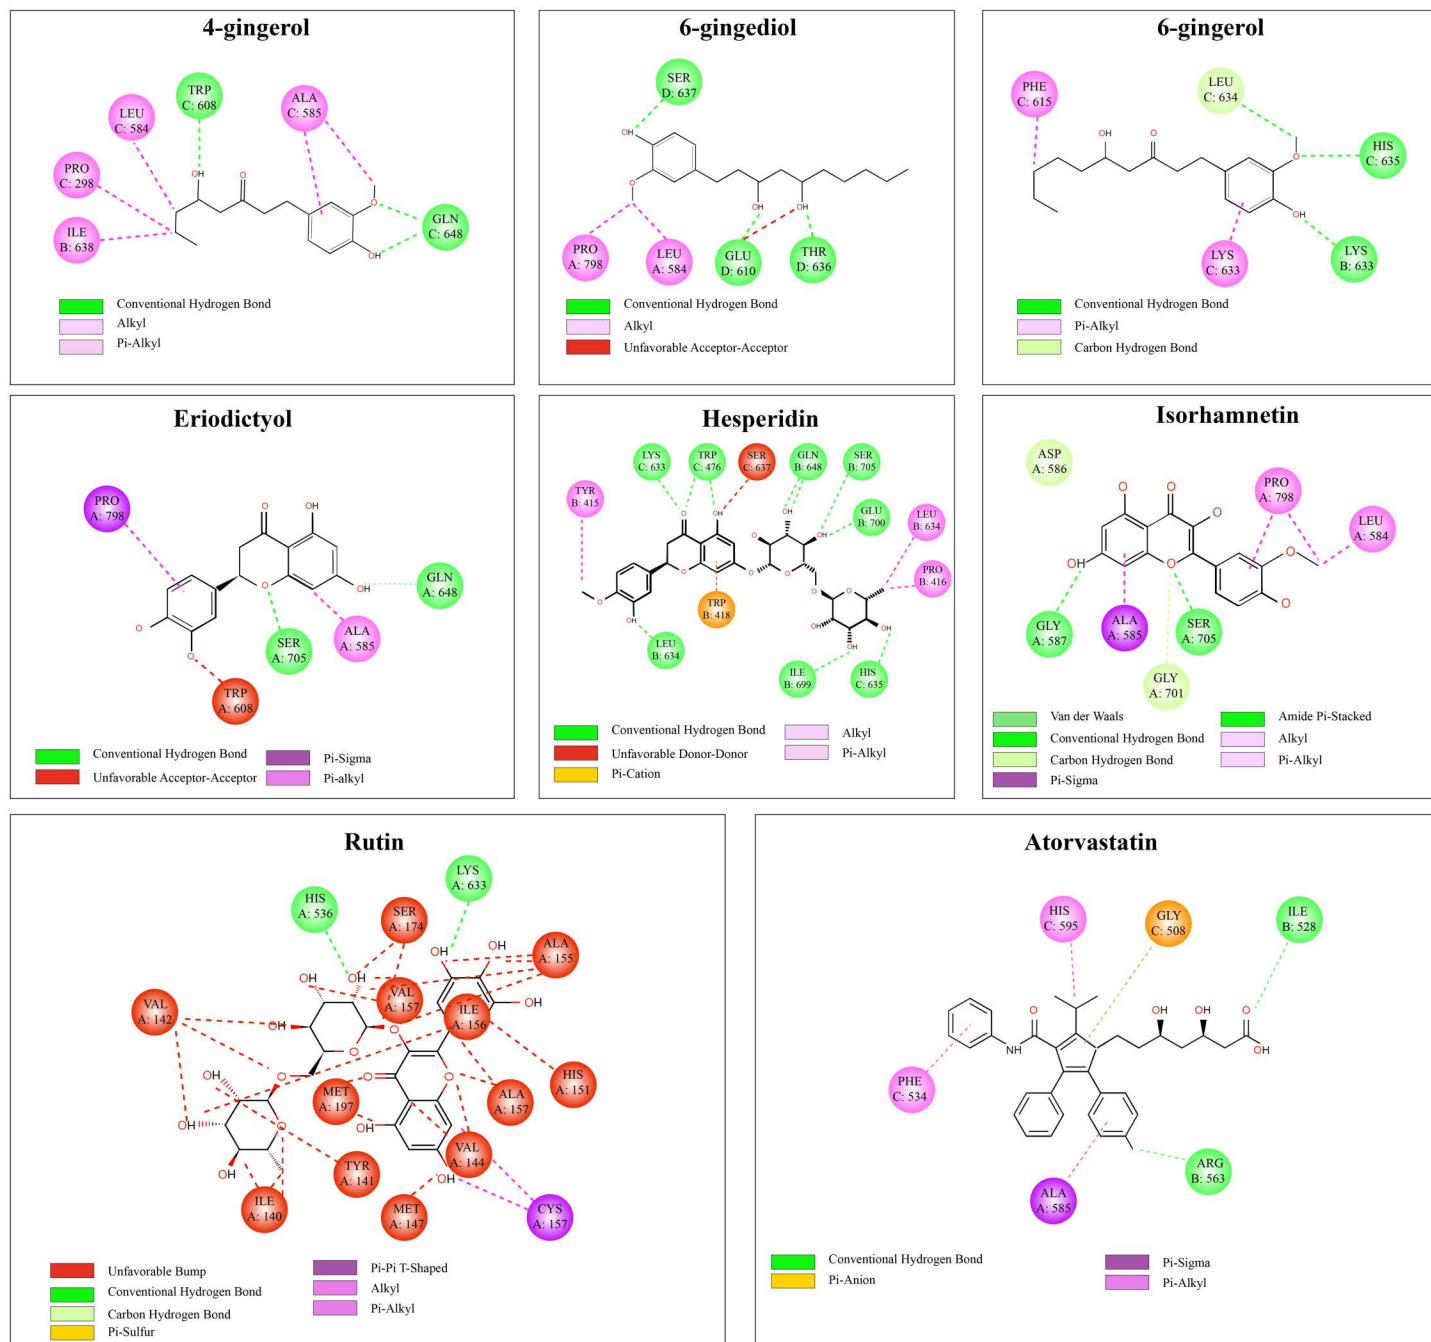 4-gingerol
TRP
C: 608
LEU
C: 584
ALA
C: 585
PRO
C: 298
ILE
B: 638
GLN
C: 648
OH
O
O
OH
Conventional Hydrogen Bond
Alkyl
Pi-Alkyl
6-gingediol
SER
D: 637
OH
O
OH
OH
PRO
A: 798
LEU
A: 584
GLU
D: 610
THR
D: 636
Conventional Hydrogen Bond
Alkyl
Unfavorable Acceptor-Acceptor
6-gingerol
PHE
C: 615
LEU
C: 634
HIS
C: 635
OH
O
O
OH
LYS
C: 633
LYS
B: 633
Conventional Hydrogen Bond
Pi-Alkyl
Carbon Hydrogen Bond
Eriodictyol
PRO
A: 798
O
OH
OH
O
O
O
GLN
A: 648
SER
A: 705
ALA
A: 585
TRP
A: 608
Conventional Hydrogen Bond
Unfavorable Acceptor-Acceptor
Pi-Sigma
Pi-alkyl
Hesperidin
LYS
C: 633
TRP
C: 476
SER
C: 637
GLN
B: 648
SER
B: 705
TYR
B: 415
GLU
B: 700
LEU
B: 634
PRO
B: 416
TRP
B: 418
LEU
B: 634
ILE
B: 699
HIS
C: 635
Conventional Hydrogen Bond
Unfavorable Donor-Donor
Pi-Cation
Alkyl
Pi-Alkyl
Isorhamnetin
ASP
A: 586
PRO
A: 798
LEU
A: 584
O
O
O
OH
O
O
O
GLY
A: 587
ALA
A: 585
SER
A: 705
GLY
A: 701
Van der Waals
Conventional Hydrogen Bond
Carbon Hydrogen Bond
Pi-Sigma
Amide Pi-Stacked
Alkyl
Pi-Alkyl
Rutin
LYS
A: 633
HIS
A: 536
SER
A: 174
ALA
A: 155
VAL
A: 142
VAL
A: 157
ILE
A: 156
HIS
A: 151
MET
A: 197
ALA
A: 157
VAL
A: 144
TYR
A: 141
ILE
A: 140
MET
A: 147
CYS
A: 157
Unfavorable Bump
Conventional Hydrogen Bond
Carbon Hydrogen Bond
Pi-Sulfur
Pi-Pi T-Shaped
Alkyl
Pi-Alkyl
Atorvastatin
HIS
C: 595
GLY
C: 508
ILE
B: 528
O
NH
OH
OH
O
OH
PHE
C: 534
ALA
A: 585
ARG
B: 563
Conventional Hydrogen Bond
Pi-Anion
Pi-Sigma
Pi-Alkyl